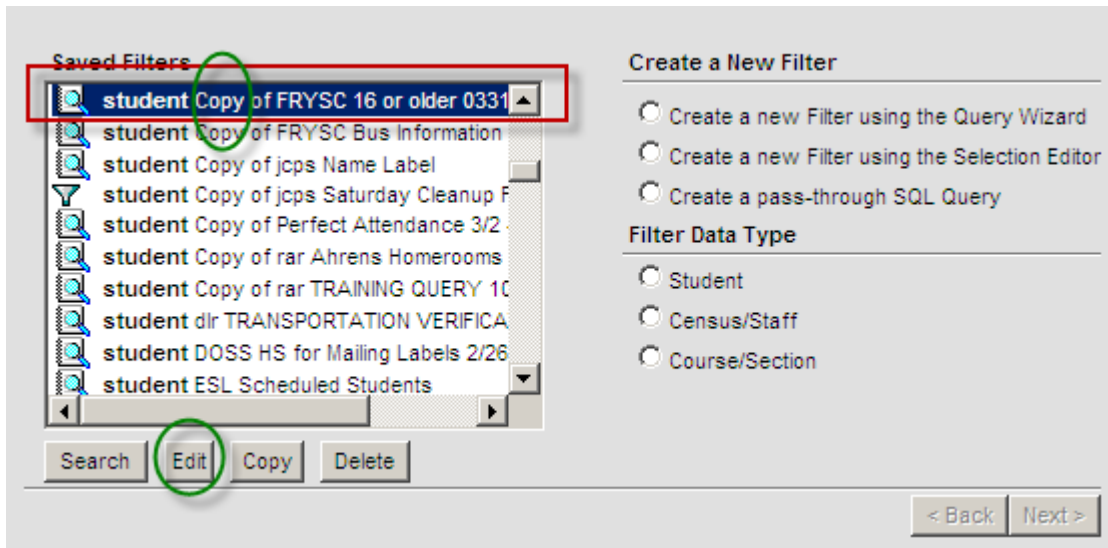 Saved Filters
student Copy of FRYSC 16 or older 0331
student Copy of FRYSC Bus Information
student Copy of jcps Name Label
student Copy of jcps Saturday Cleanup F
student Copy of Perfect Attendance 3/2 -
student Copy of rar Ahrens Homerooms
student Copy of rar TRAINING QUERY 10
student dlr TRANSPORTATION VERIFICA
student DOSS HS for Mailing Labels 2/26
student ESL Scheduled Students
Search Edit Copy Delete
Create a New Filter
Create a new Filter using the Query Wizard
Create a new Filter using the Selection Editor
Create a pass-through SQL Query
Filter Data Type
Student
Census/Staff
Course/Section
< Back Next >